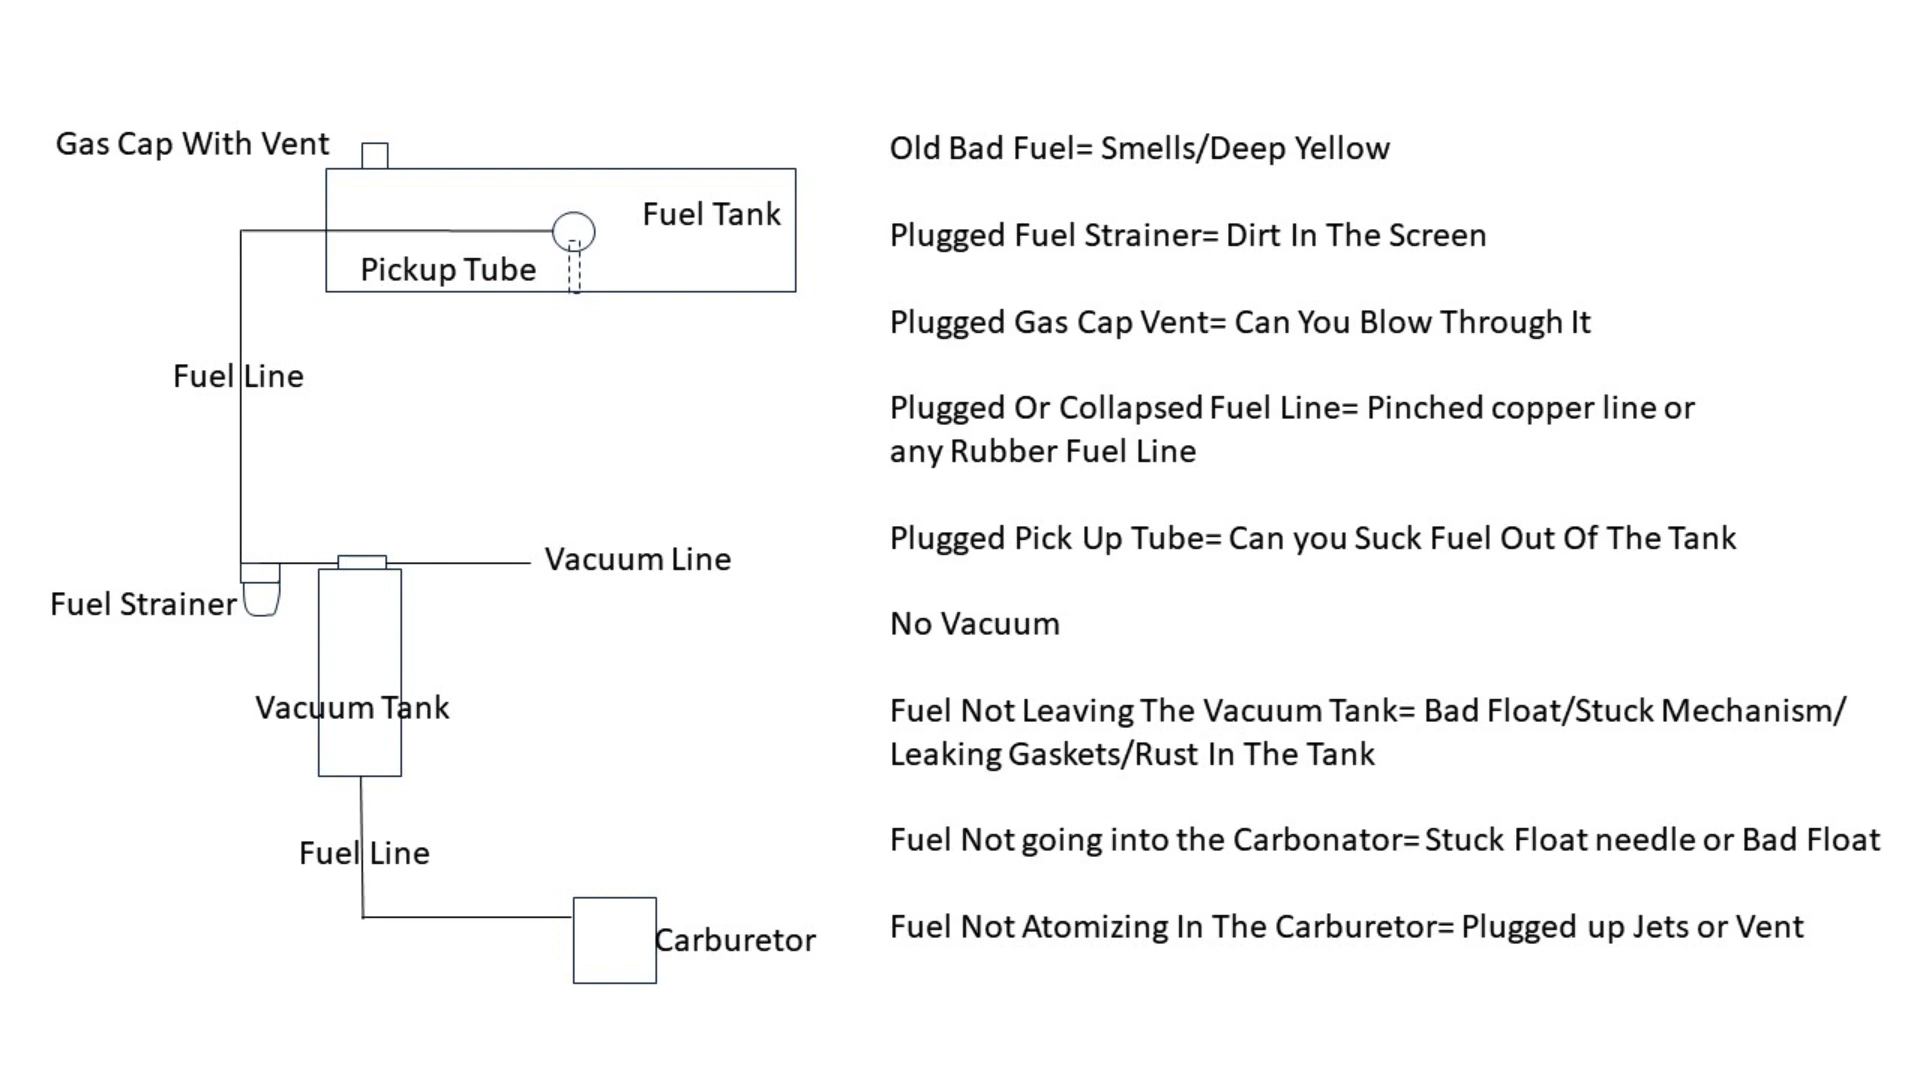 Gas Cap With Vent
Fuel Tank
Pickup Tube
Fuel Line
Vacuum Line
Fuel Strainer
Vacuum Tank
Fuel Line
Carburetor
Old Bad Fuel= Smells/Deep Yellow
Plugged Fuel Strainer= Dirt In The Screen
Plugged Gas Cap Vent= Can You Blow Through It
Plugged Or Collapsed Fuel Line= Pinched copper line or
any Rubber Fuel Line
Plugged Pick Up Tube= Can you Suck Fuel Out Of The Tank
No Vacuum
Fuel Not Leaving The Vacuum Tank= Bad Float/Stuck Mechanism/
Leaking Gaskets/Rust In The Tank
Fuel Not going into the Carbonator= Stuck Float needle or Bad Float
Fuel Not Atomizing In The Carburetor= Plugged up Jets or Vent